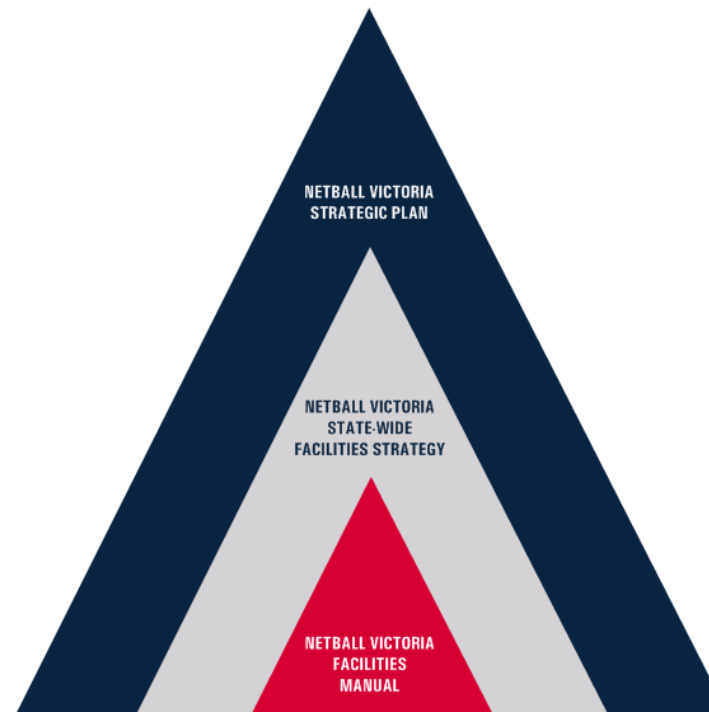 NETBALL VICTORIA
STRATEGIC PLAN
NETBALL VICTORIA
STATE-WIDE
FACILITIES STRATEGY
NETBALL VICTORIA
FACILITIES
MANUAL